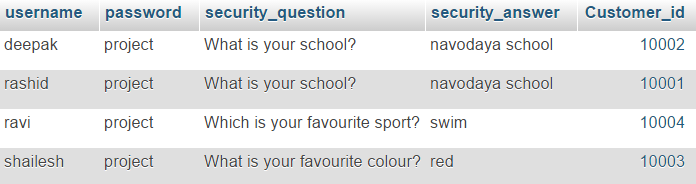 username password security_question security_answer Customer_id
deepak project What is your school? navodaya school 10002
rashid project What is your school? navodaya school 10001
ravi project Which is your favourite sport? swim 10004
shailesh project What is your favourite colour? red 10003